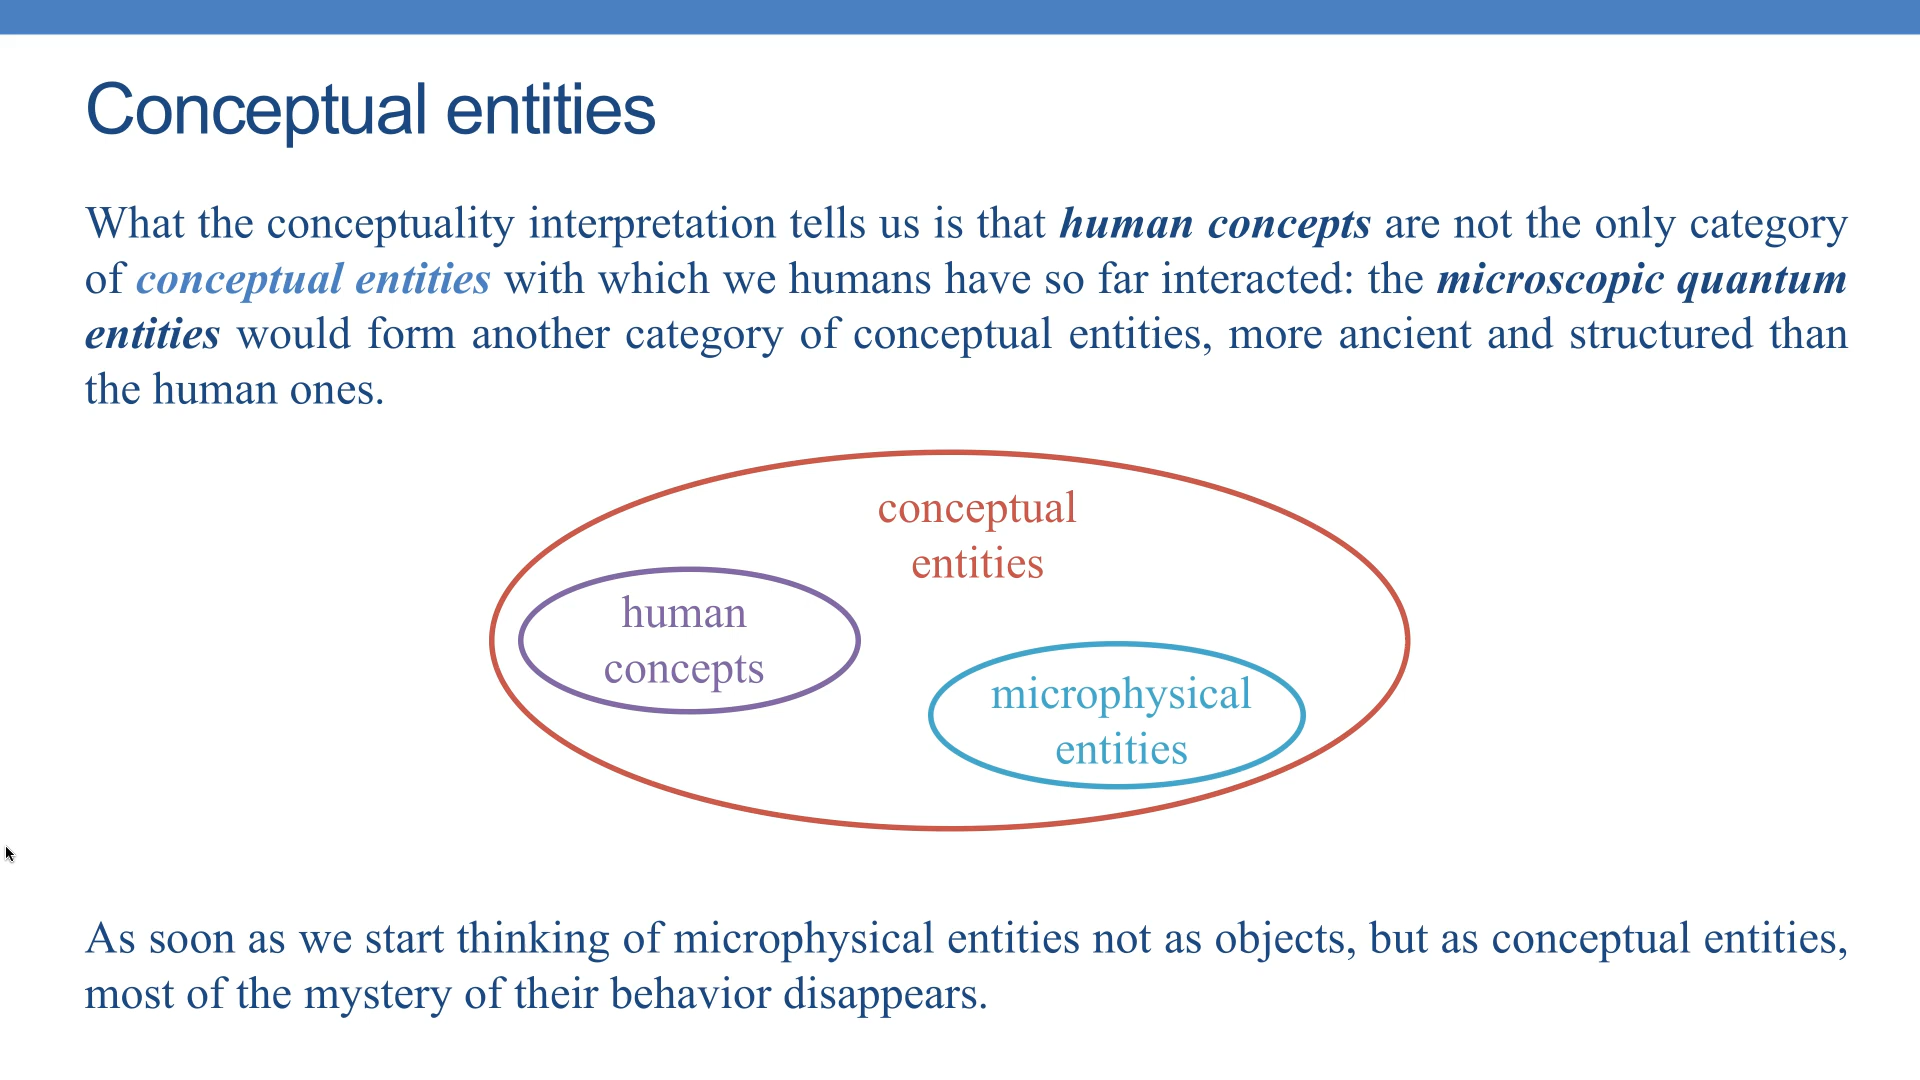 Conceptual entities
What the conceptuality interpretation tells us is that human concepts are not the only category
of conceptual entities with which we humans have so far interacted: the microscopic quantum
entities would form another category of conceptual entities, more ancient and structured than
the human ones.
conceptual
entities
human
concepts
microphysical
entities
As soon as we start thinking of microphysical entities not as objects, but as conceptual entities,
most of the mystery of their behavior disappears.